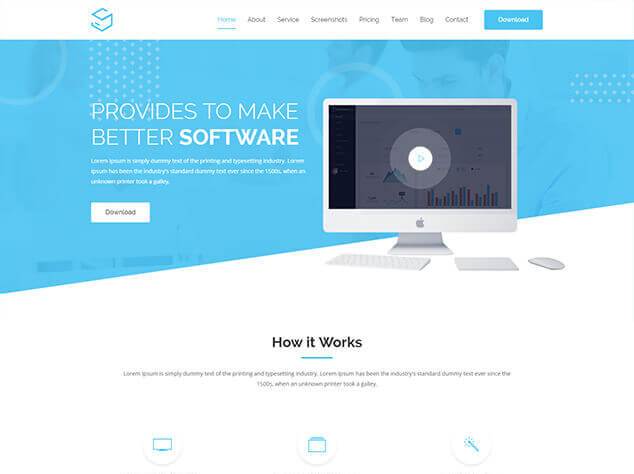 Home About Service Screenshots Pricing Team Blog Contact Download
PROVIDES TO MAKE
BETTER SOFTWARE
Lorem Ipsum is simply dummy text of the printing and typesetting industry. Lorem
Ipsum has been the industry's standard dummy text ever since the 1500s, when an
unknown printer took a galley.
Download
How it Works
Lorem Ipsum is simply dummy text of the printing and typesetting industry. Lorem Ipsum has been the industry's standard dummy text ever since the
1500s, when an unknown printer took a galley.